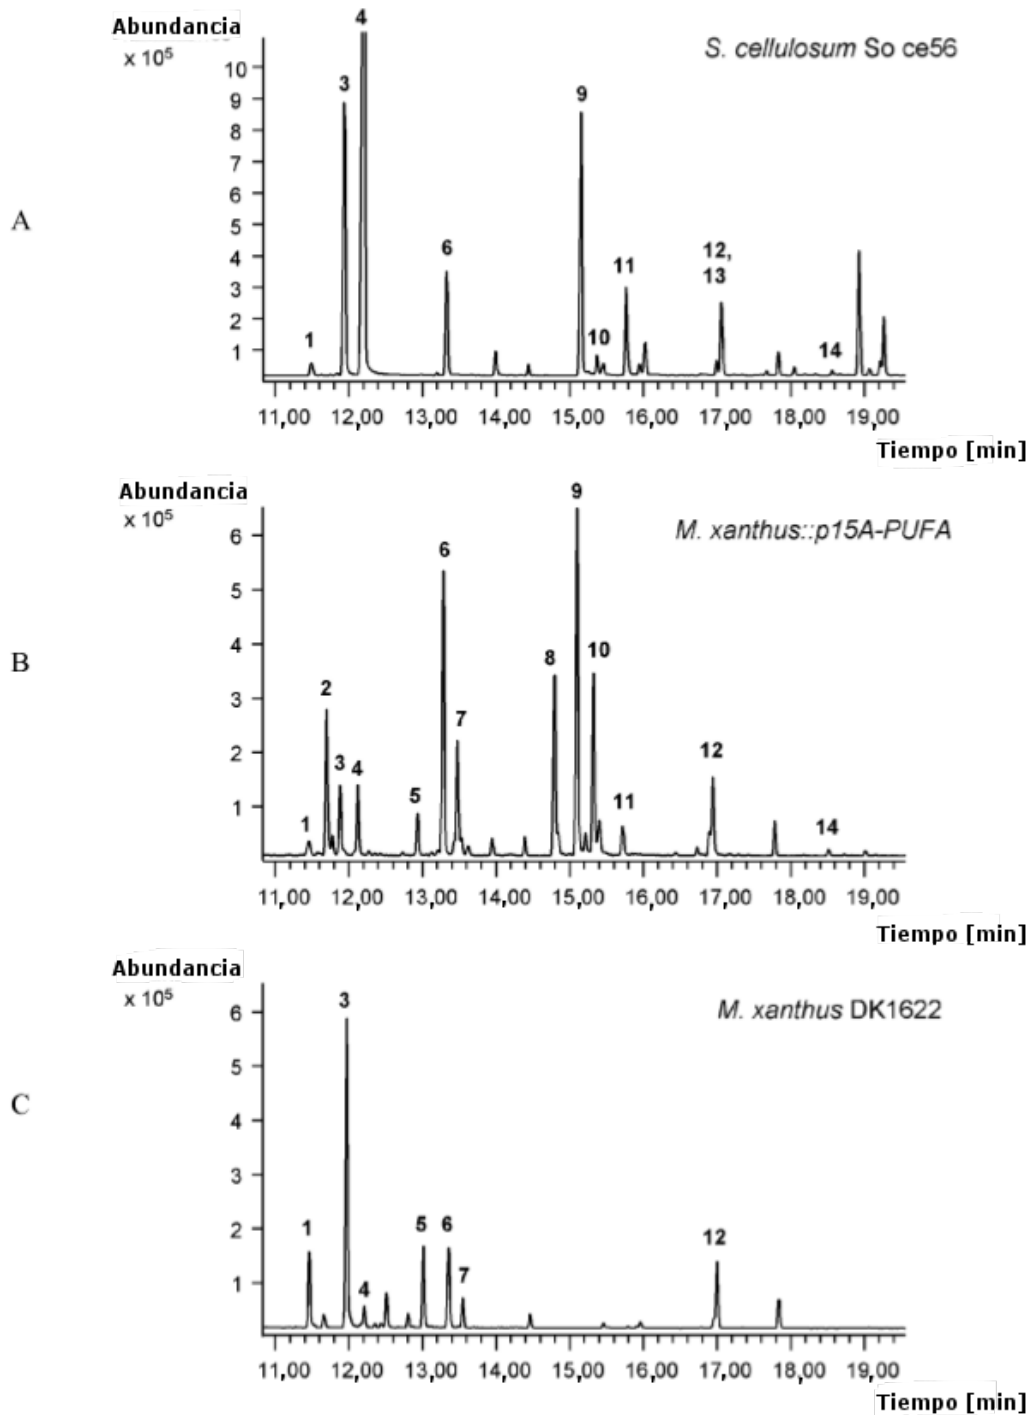 Abundancia
x 10⁵
S. cellulosum So ce56
A
10
9
8
7
6
5
4
3
2
1
1
3
4
6
9
10
11
12,
13
14
11,00 12,00 13,00 14,00 15,00 16,00 17,00 18,00 19,00
Tiempo [min]
Abundancia
x 10⁵
M. xanthus::p15A-PUFA
B
6
5
4
3
2
1
1
2
3
4
5
6
7
8
9
10
11
12
14
11,00 12,00 13,00 14,00 15,00 16,00 17,00 18,00 19,00
Tiempo [min]
Abundancia
x 10⁵
M. xanthus DK1622
C
6
5
4
3
2
1
1
3
4
5
6
7
12
11,00 12,00 13,00 14,00 15,00 16,00 17,00 18,00 19,00
Tiempo [min]